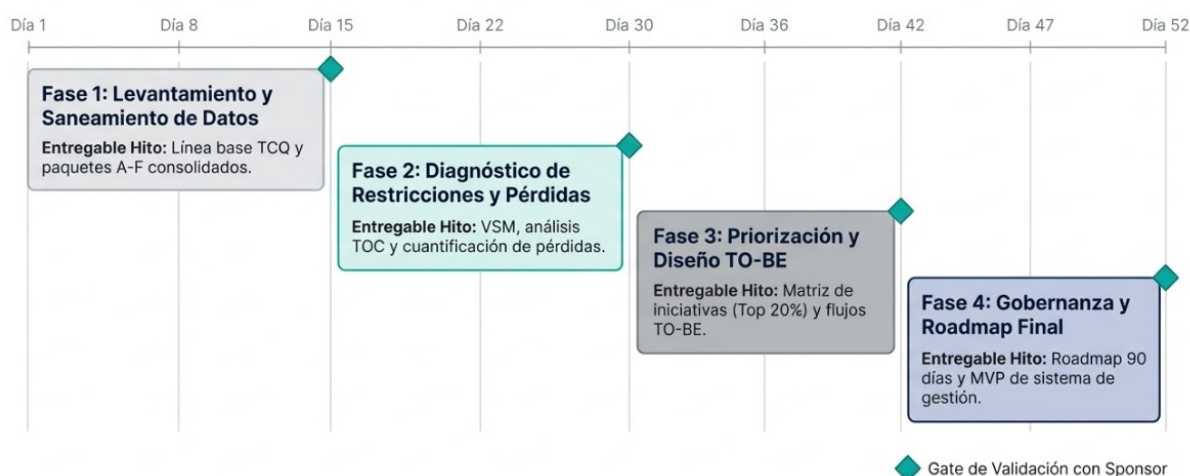 Día 1
Día 8
Día 15
Día 22
Día 30
Día 36
Día 42
Día 47
Día 52
Fase 1: Levantamiento y
Saneamiento de Datos
Entregable Hito: Línea base TCQ y
paquetes A-F consolidados.
Fase 2: Diagnóstico de
Restricciones y Pérdidas
Entregable Hito: VSM, análisis
TOC y cuantificación de pérdidas.
Fase 3: Priorización y
Diseño TO-BE
Entregable Hito: Matriz de
iniciativas (Top 20%) y flujos
TO-BE.
Fase 4: Gobernanza y
Roadmap Final
Entregable Hito: Roadmap 90
días y MVP de sistema de
gestión.
Gate de Validación con Sponsor